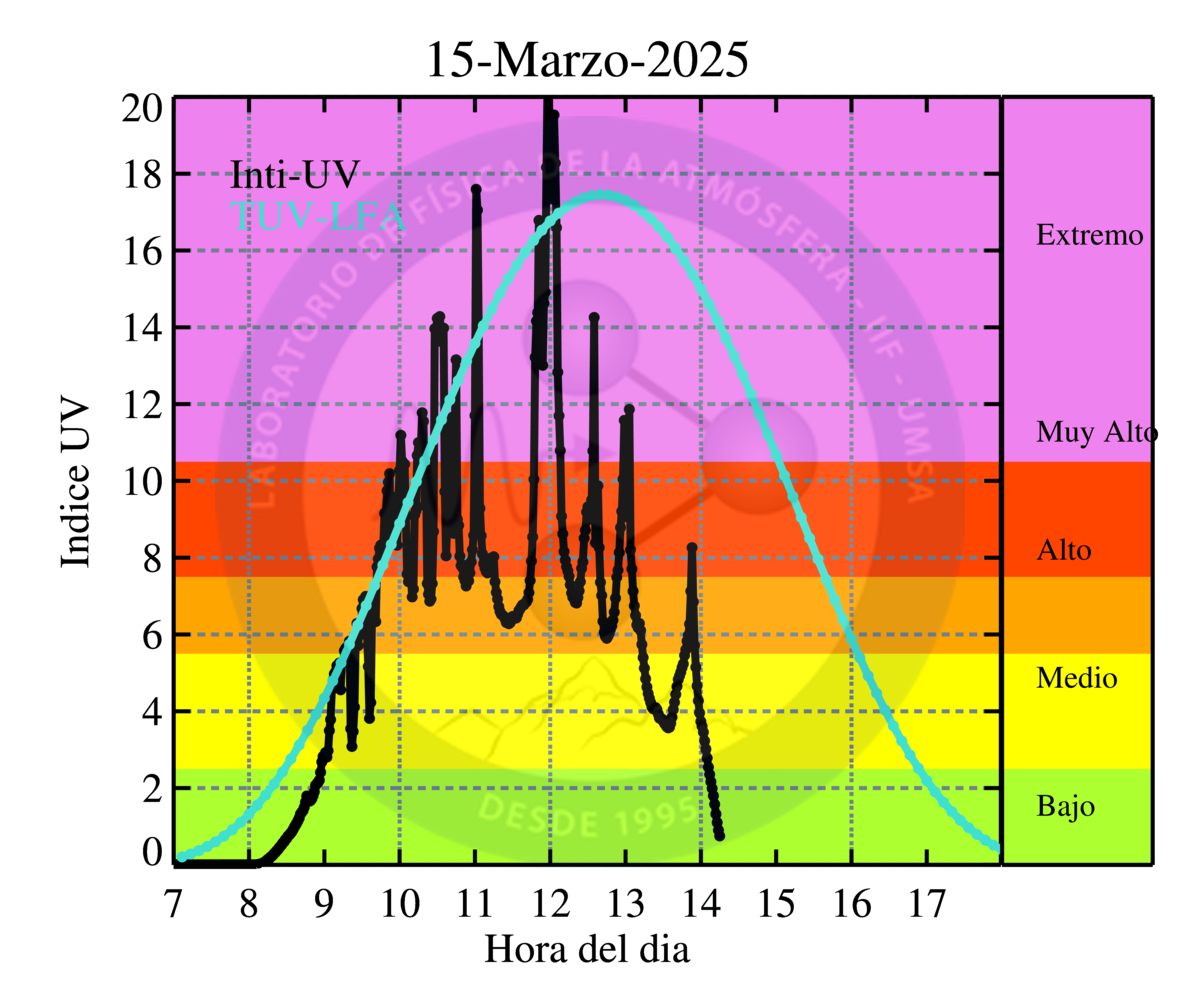 15-Marzo-2025
Inti-UV
TUV-LFA
LABORATORIO DE FÍSICA DE LA ATMÓSFERA - IIF - UMSA
DESDE 1995
Indice UV
20
18
16
14
12
10
8
6
4
2
0
7 8 9 10 11 12 13 14 15 16 17
Hora del dia
Extremo
Muy Alto
Alto
Medio
Bajo